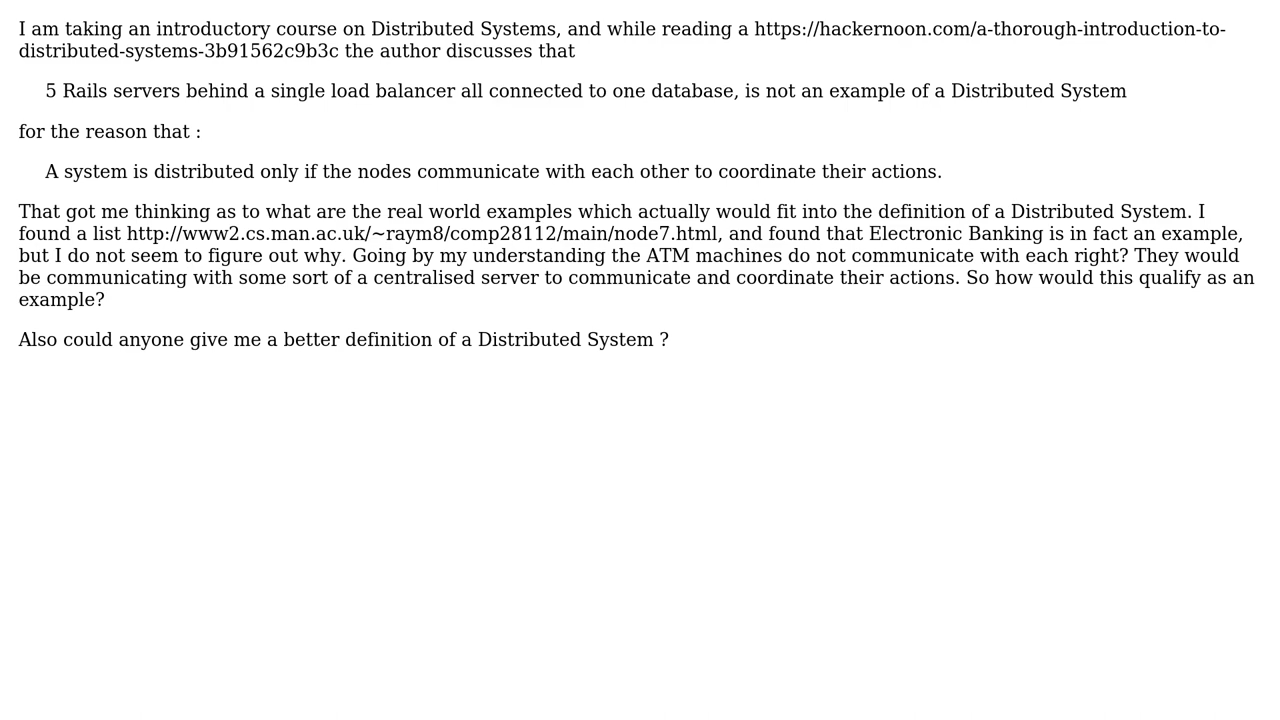 I am taking an introductory course on Distributed Systems, and while reading a https://hackernoon.com/a-thorough-introduction-to-
distributed-systems-3b91562c9b3c the author discusses that
5 Rails servers behind a single load balancer all connected to one database, is not an example of a Distributed System
for the reason that :
A system is distributed only if the nodes communicate with each other to coordinate their actions.
That got me thinking as to what are the real world examples which actually would fit into the definition of a Distributed System. I
found a list http://www2.cs.man.ac.uk/~raym8/comp28112/main/node7.html, and found that Electronic Banking is in fact an example,
but I do not seem to figure out why. Going by my understanding the ATM machines do not communicate with each right? They would
be communicating with some sort of a centralised server to communicate and coordinate their actions. So how would this qualify as an
example?
Also could anyone give me a better definition of a Distributed System ?